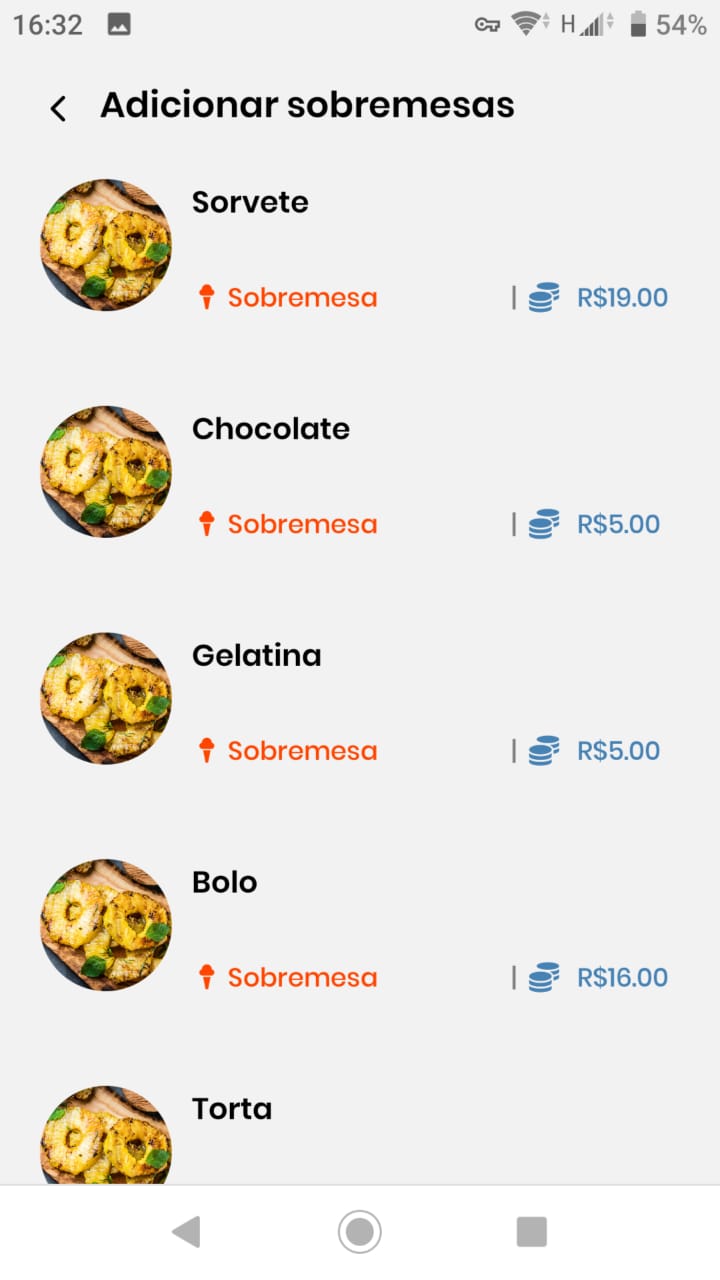 16:32 H 54%
Adicionar sobremesas
Sorvete
Sobremesa | R$19.00
Chocolate
Sobremesa | R$5.00
Gelatina
Sobremesa | R$5.00
Bolo
Sobremesa | R$16.00
Torta